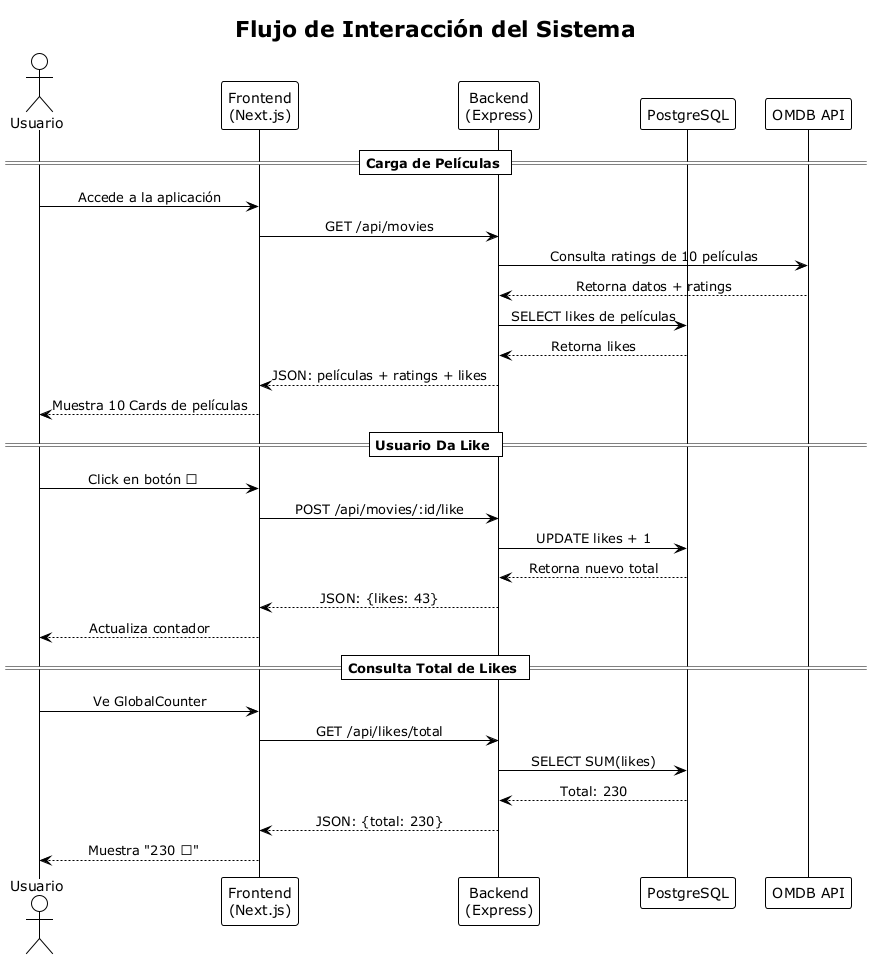 Flujo de Interacción del Sistema
Usuario
Frontend
(Next.js)
Backend
(Express)
PostgreSQL
OMDB API
Carga de Películas
Accede a la aplicación
GET /api/movies
Consulta ratings de 10 películas
Retorna datos + ratings
SELECT likes de películas
Retorna likes
JSON: películas + ratings + likes
Muestra 10 Cards de películas
Usuario Da Like
Click en botón □
POST /api/movies/:id/like
UPDATE likes + 1
Retorna nuevo total
JSON: {likes: 43}
Actualiza contador
Consulta Total de Likes
Ve GlobalCounter
GET /api/likes/total
SELECT SUM(likes)
Total: 230
JSON: {total: 230}
Muestra "230 □"
Usuario
Frontend
(Next.js)
Backend
(Express)
PostgreSQL
OMDB API